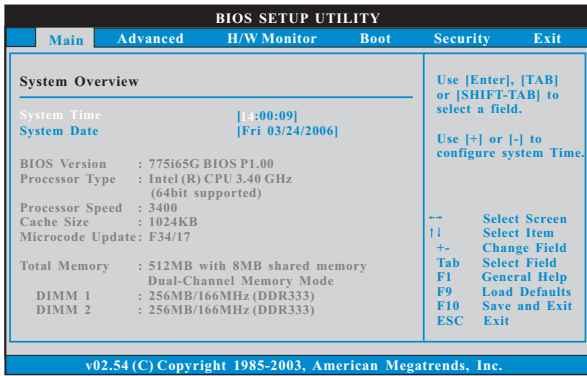 BIOS SETUP UTILITY
Main Advanced H/W Monitor Boot Security Exit
System Overview
System Time [14:00:09]
System Date [Fri 03/24/2006]
BIOS Version : 775i65G BIOS P1.00
Processor Type : Intel (R) CPU 3.40 GHz
(64bit supported)
Processor Speed : 3400
Cache Size : 1024KB
Microcode Update : F34/17
Total Memory : 512MB with 8MB shared memory
Dual-Channel Memory Mode
DIMM 1 : 256MB/166MHz (DDR333)
DIMM 2 : 256MB/166MHz (DDR333)
Use [Enter], [TAB]
or [SHIFT-TAB] to
select a field.
Use [+] or [-] to
configure system Time.
←→ Select Screen
↑↓ Select Item
+- Change Field
Tab Select Field
F1 General Help
F9 Load Defaults
F10 Save and Exit
ESC Exit
v02.54 (C) Copyright 1985-2003, American Megatrends, Inc.